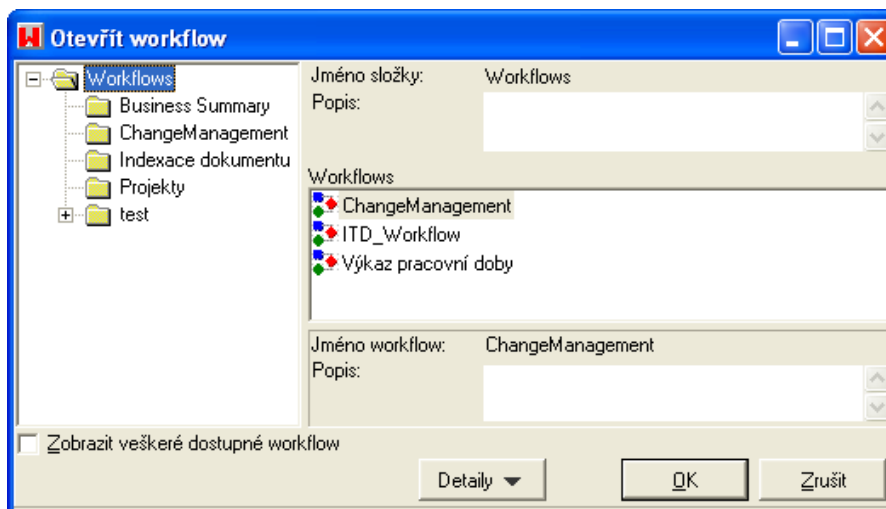 Otevřít workflow
Workflows
Business Summary
ChangeManagement
Indexace dokumentu
Projekty
test
Jméno složky: Workflows
Popis:
Workflows
ChangeManagement
ITD_Workflow
Výkaz pracovní doby
Jméno workflow: ChangeManagement
Popis:
Zobrazit veškeré dostupné workflow
Detaily
OK
Zrušit